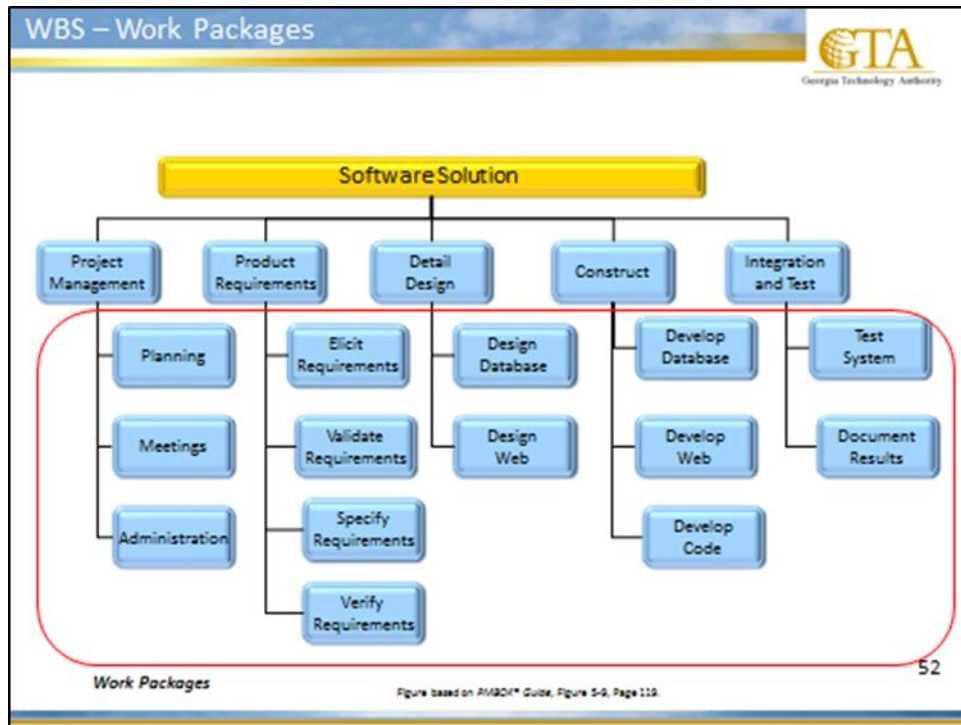 WBS – Work Packages
GTA
Georgia Technology Authority
Software Solution
Project
Management
Product
Requirements
Detail
Design
Construct
Integration
and Test
Planning
Meetings
Administration
Elicit
Requirements
Validate
Requirements
Specify
Requirements
Verify
Requirements
Design
Database
Design
Web
Develop
Database
Develop
Web
Develop
Code
Test
System
Document
Results
52
Work Packages
Figure based on PMBOK® Guide, Figure 5-9, Page 119.